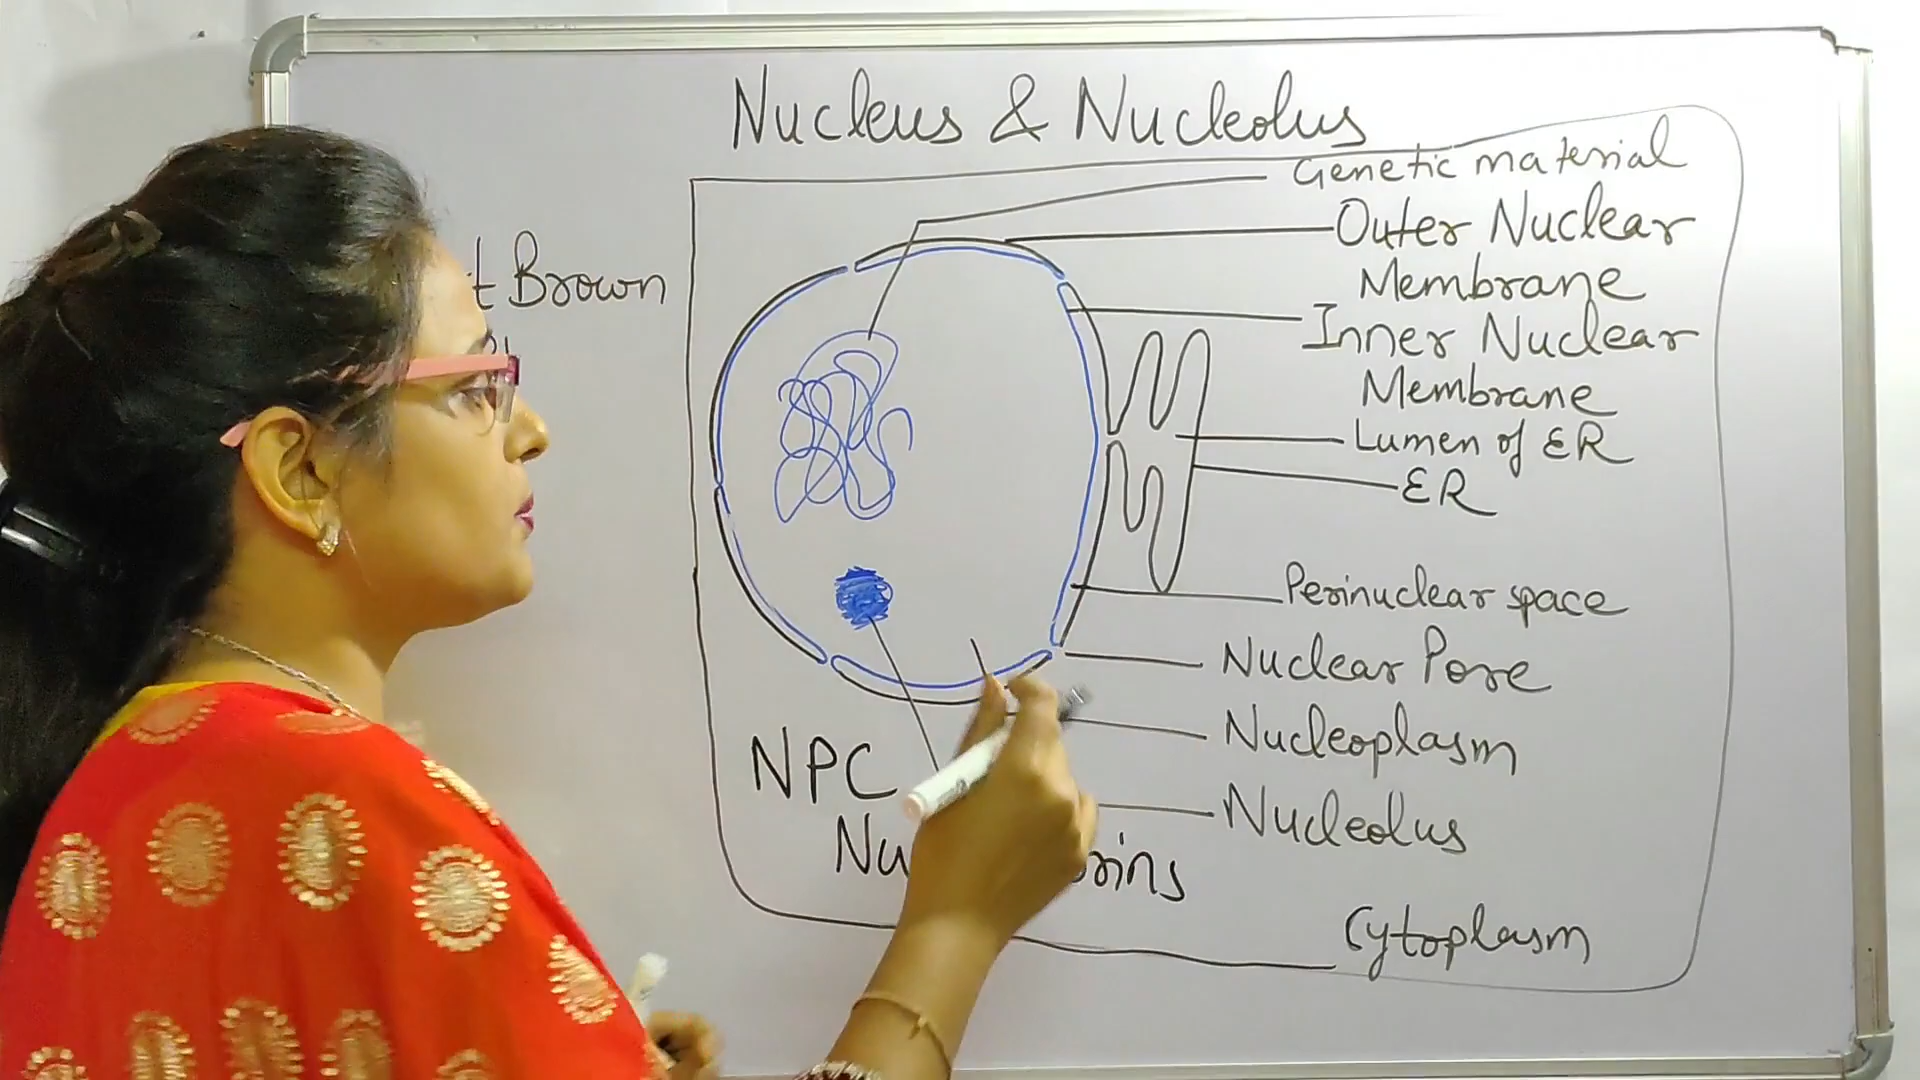 Nucleus & Nucleolus
Genetic material
Outer Nuclear
Membrane
Brown
Inner Nuclear
Membrane
Lumen of ER
ER
Perinuclear space
Nuclear Pore
Nucleoplasm
NPC
Nucleolus
Cytoplasm